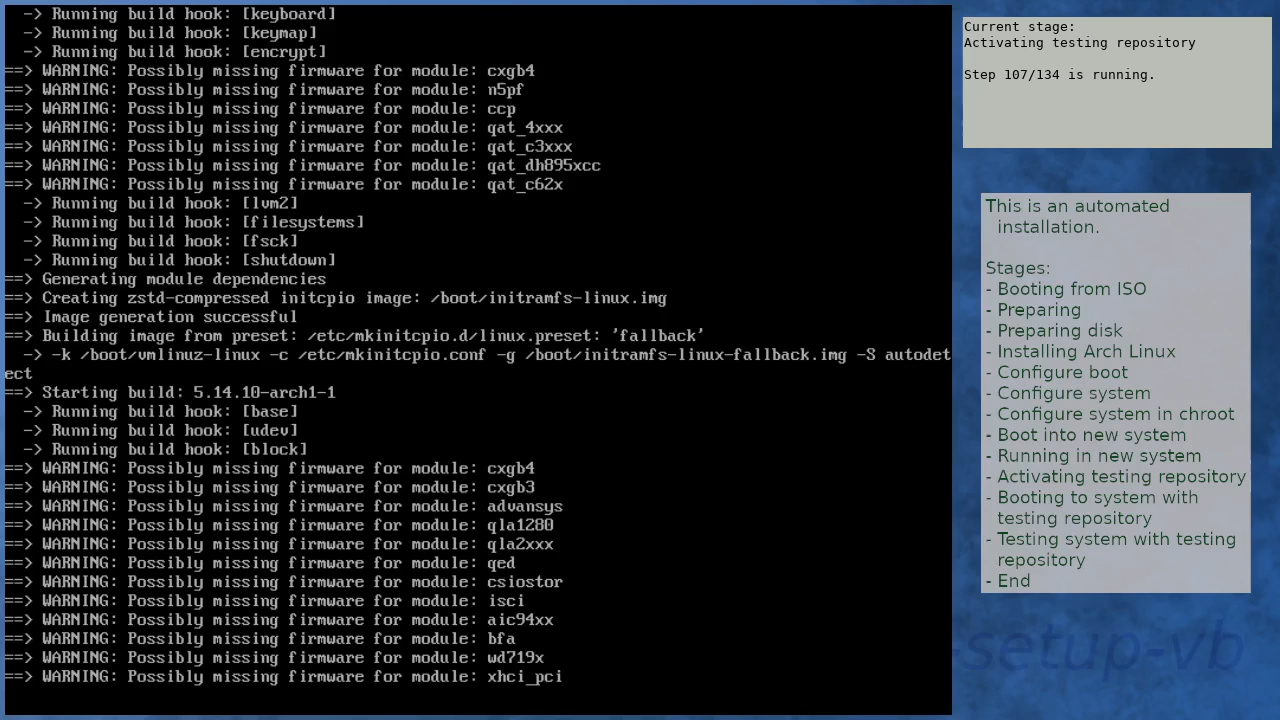 -> Running build hook: [keyboard]
  -> Running build hook: [keymap]
  -> Running build hook: [encrypt]
==> WARNING: Possibly missing firmware for module: cxgb4
==> WARNING: Possibly missing firmware for module: n5pf
==> WARNING: Possibly missing firmware for module: ccp
==> WARNING: Possibly missing firmware for module: qat_4xxx
==> WARNING: Possibly missing firmware for module: qat_c3xxx
==> WARNING: Possibly missing firmware for module: qat_dh895xcc
==> WARNING: Possibly missing firmware for module: qat_c62x
  -> Running build hook: [lvm2]
  -> Running build hook: [filesystems]
  -> Running build hook: [fsck]
  -> Running build hook: [shutdown]
==> Generating module dependencies
==> Creating zstd-compressed initcpio image: /boot/initramfs-linux.img
==> Image generation successful
==> Building image from preset: /etc/mkinitcpio.d/linux.preset: 'fallback'
  -> -k /boot/vmlinuz-linux -c /etc/mkinitcpio.conf -g /boot/initramfs-linux-fallback.img -S autodet
ect
==> Starting build: 5.14.10-arch1-1
  -> Running build hook: [base]
  -> Running build hook: [udev]
  -> Running build hook: [block]
==> WARNING: Possibly missing firmware for module: cxgb4
==> WARNING: Possibly missing firmware for module: cxgb3
==> WARNING: Possibly missing firmware for module: advansys
==> WARNING: Possibly missing firmware for module: qla1280
==> WARNING: Possibly missing firmware for module: qla2xxx
==> WARNING: Possibly missing firmware for module: qed
==> WARNING: Possibly missing firmware for module: csiostor
==> WARNING: Possibly missing firmware for module: isci
==> WARNING: Possibly missing firmware for module: aic94xx
==> WARNING: Possibly missing firmware for module: bfa
==> WARNING: Possibly missing firmware for module: wd719x
==> WARNING: Possibly missing firmware for module: xhci_pci
Current stage:
Activating testing repository
Step 107/134 is running.
This is an automated
installation.
Stages:
- Booting from ISO
- Preparing
- Preparing disk
- Installing Arch Linux
- Configure boot
- Configure system
- Configure system in chroot
- Boot into new system
- Running in new system
- Activating testing repository
- Booting to system with
testing repository
- Testing system with testing
repository
- End
-setup-vb